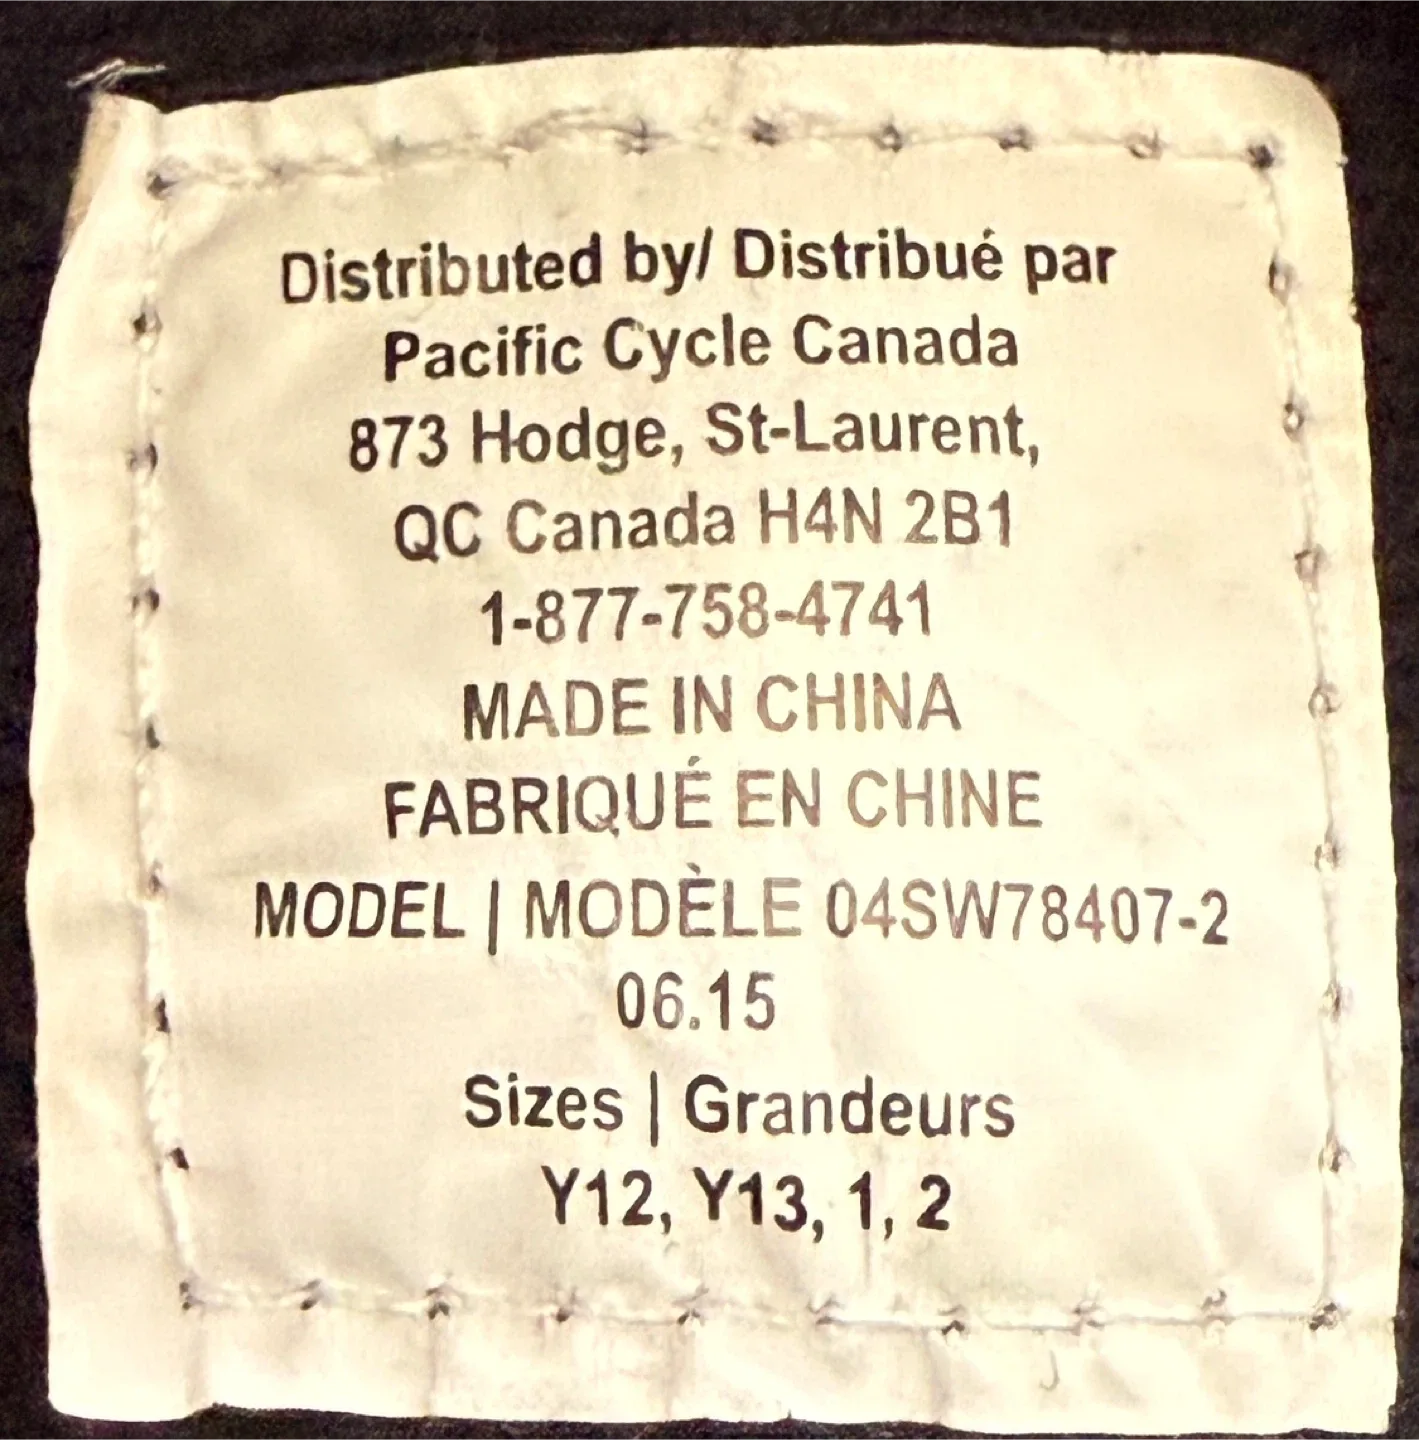 Distributed by/ Distribué par
Pacific Cycle Canada
873 Hodge, St-Laurent,
QC Canada H4N 2B1
1-877-758-4741
MADE IN CHINA
FABRIQUÉ EN CHINE
MODEL | MODÈLE 04SW78407-2
06.15
Sizes | Grandeurs
Y12, Y13, 1, 2